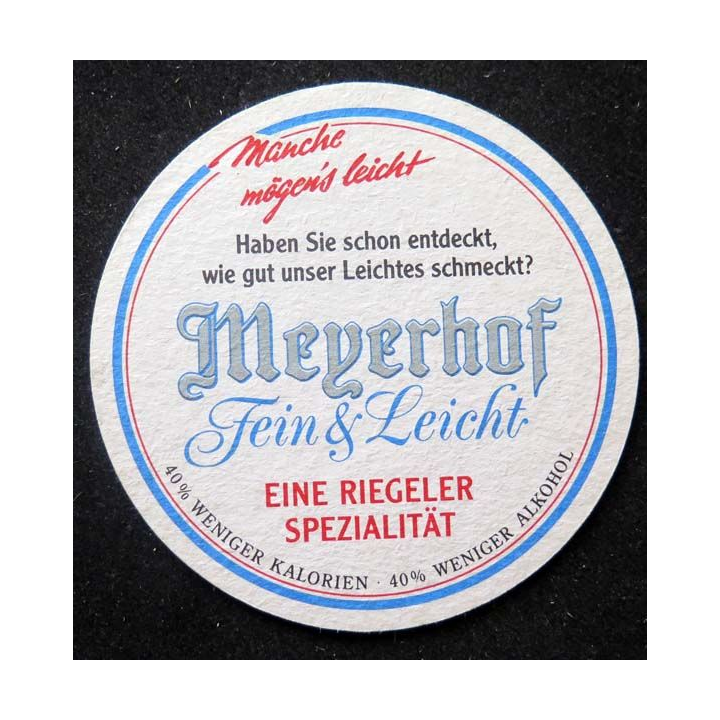 Manche
mögen's leicht
Haben Sie schon entdeckt,
wie gut unser Leichtes schmeckt?
Meyerhof
Fein & Leicht
EINE RIEGELER
SPEZIALITÄT
40% WENIGER KALORIEN · 40% WENIGER ALKOHOL